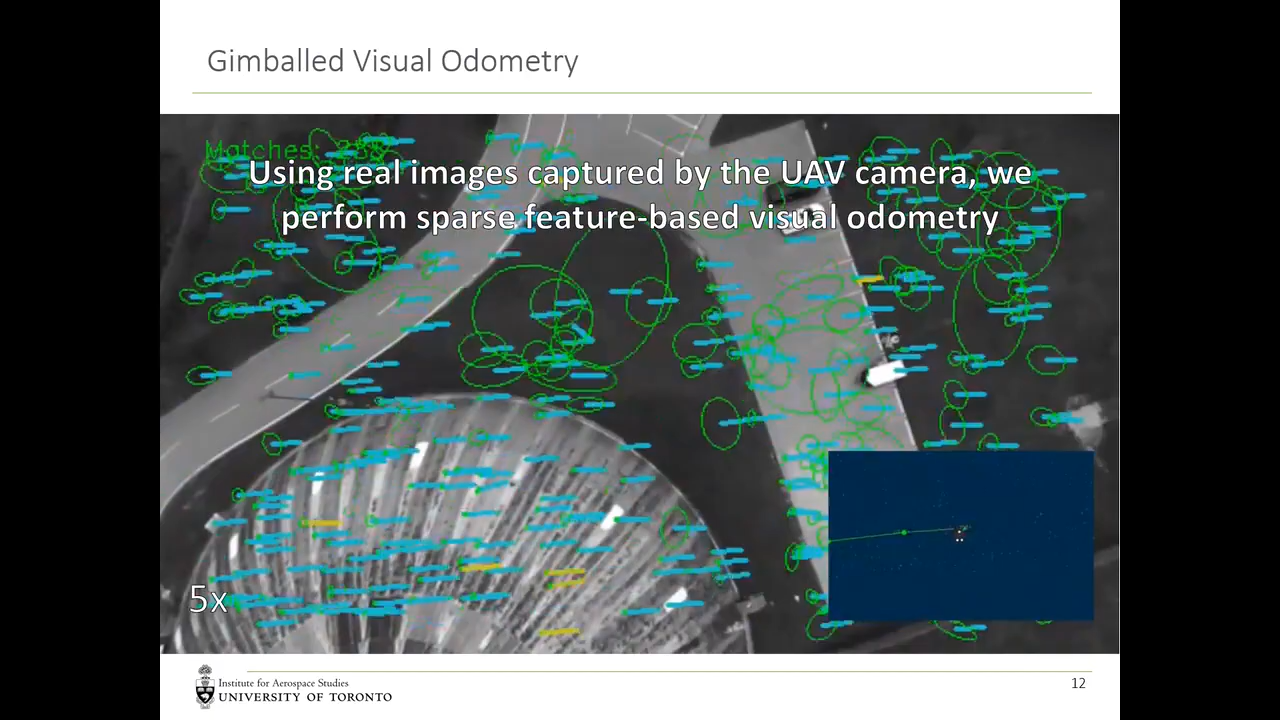 Gimballed Visual Odometry
Matches:
Using real images captured by the UAV camera, we
perform sparse feature-based visual odometry
5x
Institute for Aerospace Studies
UNIVERSITY OF TORONTO
12